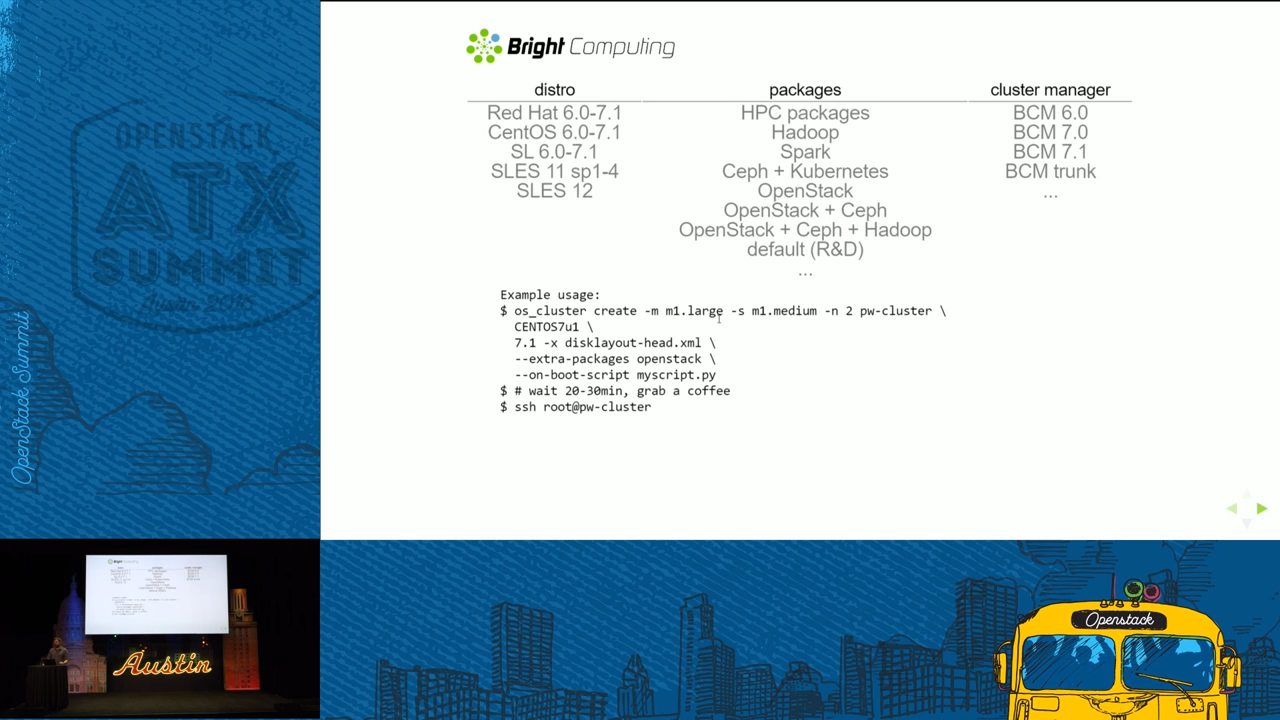 Bright Computing
distro packages cluster manager
Red Hat 6.0-7.1 HPC packages BCM 6.0
CentOS 6.0-7.1 Hadoop BCM 7.0
SL 6.0-7.1 Spark BCM 7.1
SLES 11 sp1-4 Ceph + Kubernetes BCM trunk
SLES 12 OpenStack ...
OpenStack + Ceph
OpenStack + Ceph + Hadoop
default (R&D)
...
Example usage:
$ os_cluster create -m m1.large -s m1.medium -n 2 pw-cluster \
CENTOS7u1 \
7.1 -x disklayout-head.xml \
--extra-packages openstack \
--on-boot-script myscript.py
$ # wait 20-30min, grab a coffee
$ ssh root@pw-cluster
OPENSTACK
ATX
SUMMIT
Austin 2016
OpenStack Summit
Austin
Openstack